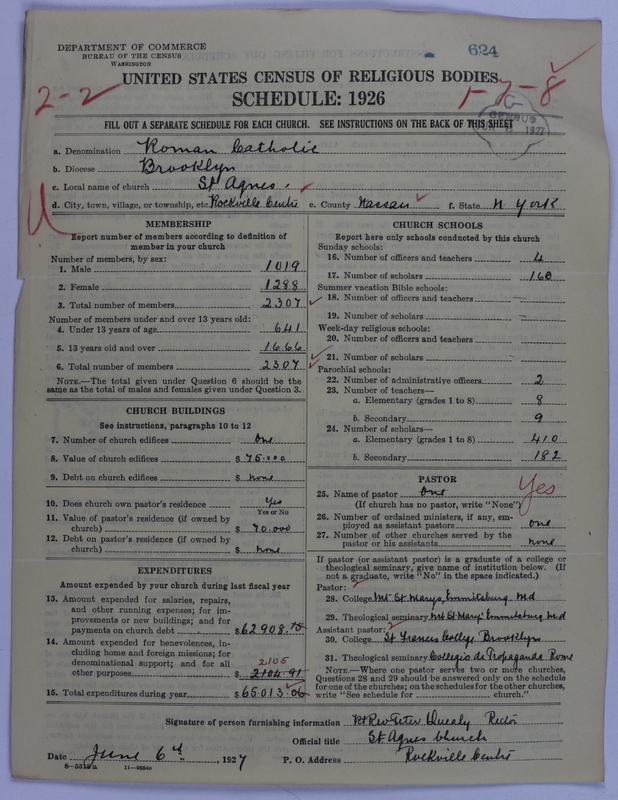 DEPARTMENT OF COMMERCE
BUREAU OF THE CENSUS
WASHINGTON
624
UNITED STATES CENSUS OF RELIGIOUS BODIES
SCHEDULE: 1926
2-2
1-7-8
CENSUS
1927
FILL OUT A SEPARATE SCHEDULE FOR EACH CHURCH. SEE INSTRUCTIONS ON THE BACK OF THIS SHEET
a. Denomination Roman Catholic
b. Diocese Brooklyn
c. Local name of church St Agnes.
d. City, town, village, or township, etc. Rockville Centre e. County Nassau f. State N York
MEMBERSHIP
Report number of members according to definition of member in your church
Number of members, by sex:
1. Male 1019
2. Female 1288
3. Total number of members 2307
Number of members under and over 13 years old:
4. Under 13 years of age 641
5. 13 years old and over 1666
6. Total number of members 2307
NOTE.—The total given under Question 6 should be the same as the total of males and females given under Question 3.
CHURCH BUILDINGS
See instructions, paragraphs 10 to 12
7. Number of church edifices One
8. Value of church edifices $ 75.000
9. Debt on church edifices $ None
10. Does church own pastor's residence? Yes
Yes or No
11. Value of pastor's residence (if owned by church) $ 70.000
12. Debt on pastor's residence (if owned by church) $ None
EXPENDITURES
Amount expended by your church during last fiscal year
13. Amount expended for salaries, repairs, and other running expenses; for improvements or new buildings; and for payments on church debt $62908.75
14. Amount expended for benevolences, including home and foreign missions; for denominational support; and for all other purposes 2105
$ 2104.91
15. Total expenditures during year $65.013.06
CHURCH SCHOOLS
Report here only schools conducted by this church
Sunday schools:
16. Number of officers and teachers 4
17. Number of scholars 160
Summer vacation Bible schools:
18. Number of officers and teachers
19. Number of scholars
Week-day religious schools:
20. Number of officers and teachers
21. Number of scholars
Parochial schools:
22. Number of administrative officers 2
23. Number of teachers—
a. Elementary (grades 1 to 8) 8
b. Secondary 9
24. Number of scholars—
a. Elementary (grades 1 to 8) 410
b. Secondary 182
PASTOR
Yes
25. Name of pastor One
(If church has no pastor, write "None")
26. Number of ordained ministers, if any, employed as assistant pastors One
27. Number of other churches served by the pastor or his assistants None
If pastor (or assistant pastor) is a graduate of a college or theological seminary, give name of institution below. (If not a graduate, write "No" in the space indicated.)
Pastor:
28. College Mt St Marys, Emmitsburg Md
29. Theological seminary Mt St Marys Emmitsburg Md
Assistant pastor:
30. College St Francis College Brooklyn
31. Theological seminary Collegio di Propaganda Rome
NOTE.—Where one pastor serves two or more churches, Questions 28 and 29 should be answered only on the schedule for one of the churches; on the schedules for the other churches, write "See schedule for church."
Signature of person furnishing information Rt Rev Peter Quealy Rector
Official title St Agnes Church
Date June 6th, 1927 P. O. Address Rockville Centre